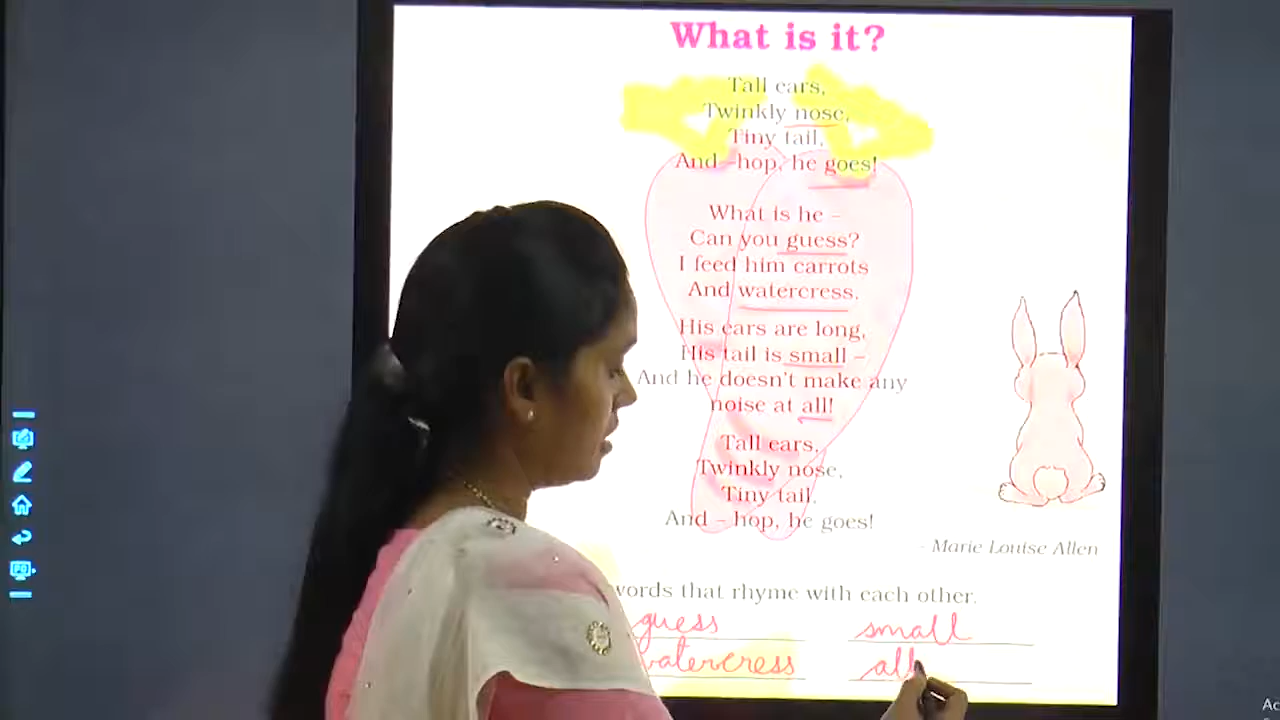 What is it?
Tall ears,
Twinkly nose,
Tiny tail,
And –hop, he goes!
What is he –
Can you guess?
I feed him carrots
And watercress.
His ears are long,
His tail is small –
And he doesn't make any
noise at all!
Tall ears,
Twinkly nose,
Tiny tail,
And – hop, he goes!
- Marie Louise Allen
words that rhyme with each other.
guess small
watercress all